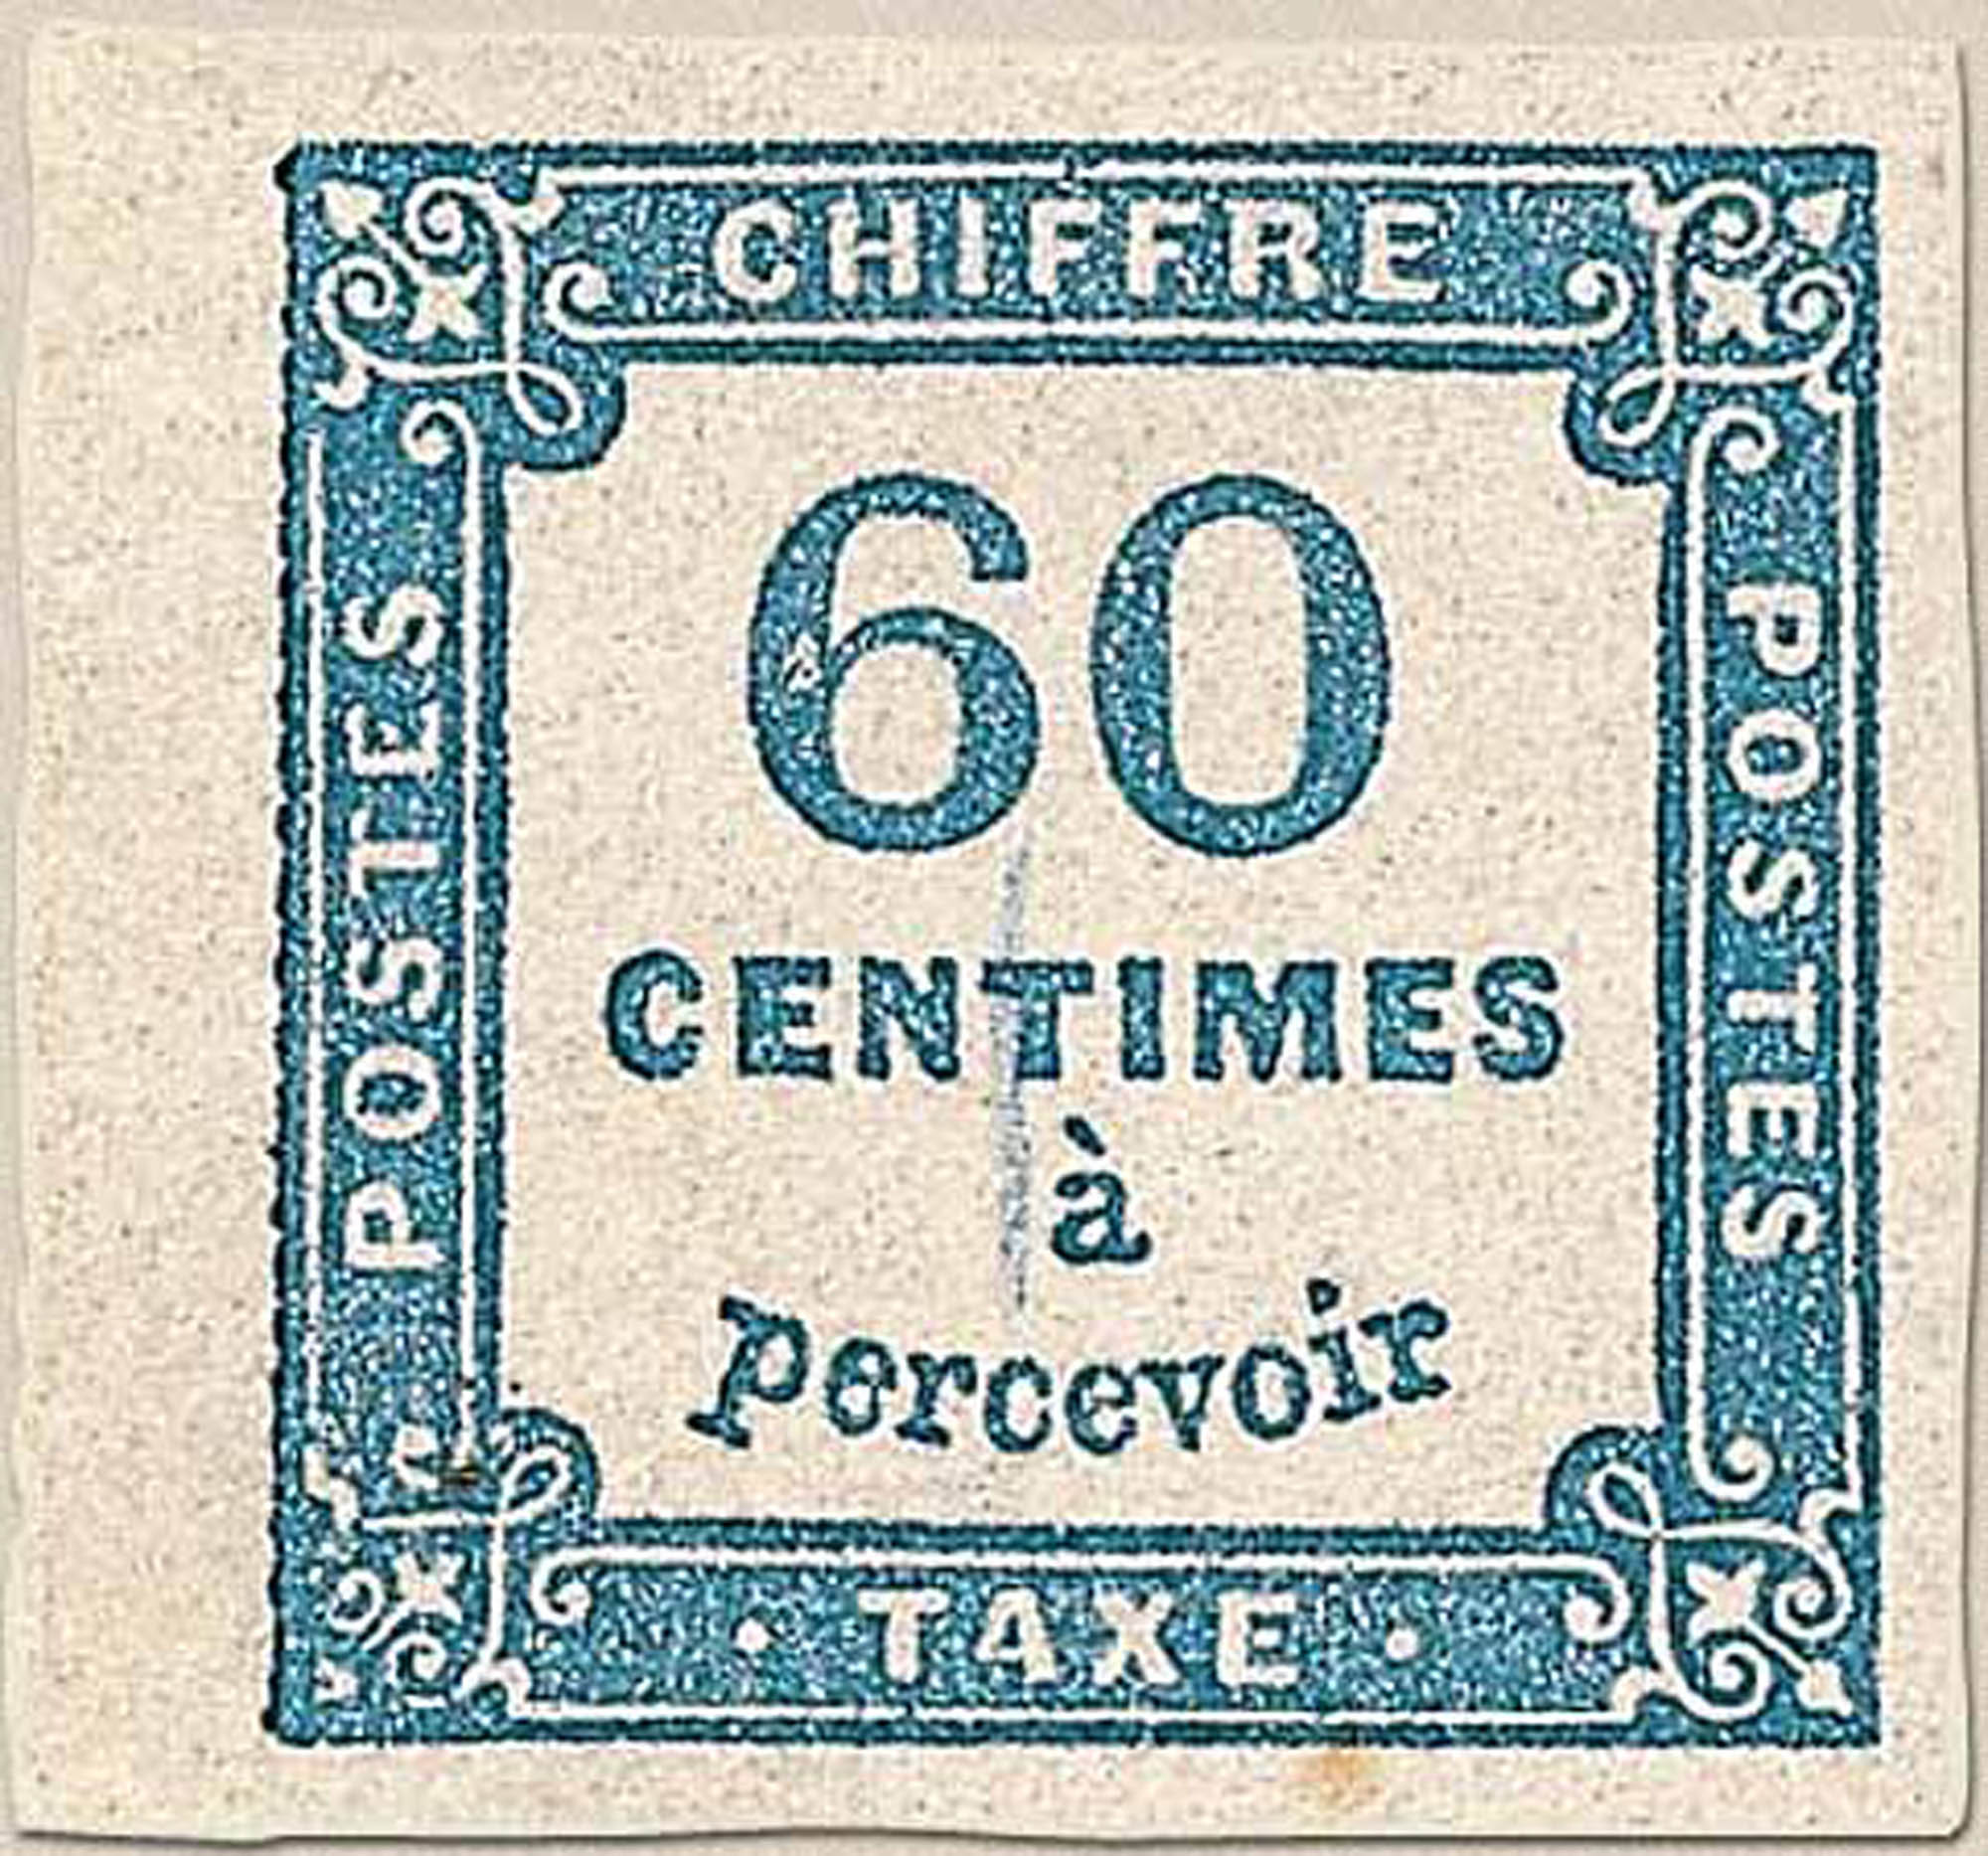 CHIFFRE
POSTES
60
CENTIMES
à
percevoir
POSTES
· TAXE ·